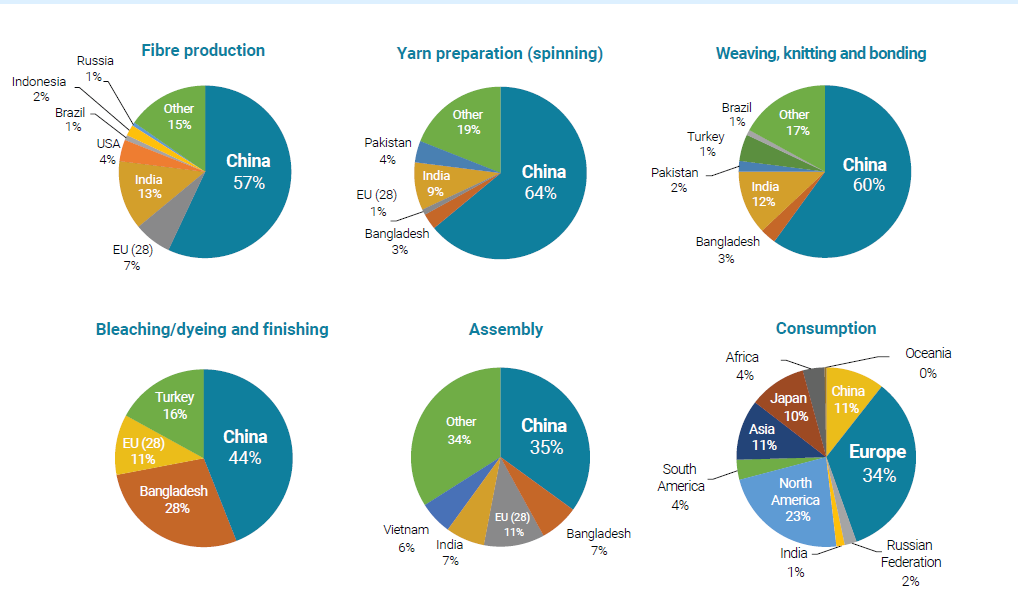 Fibre production
Russia
1%
Indonesia
2%
Brazil
1%
USA
4%
India
13%
EU (28)
7%
Other
15%
China
57%
Yarn preparation (spinning)
Other
19%
Pakistan
4%
India
9%
EU (28)
1%
Bangladesh
3%
China
64%
Weaving, knitting and bonding
Brazil
1%
Turkey
1%
Pakistan
2%
India
12%
Bangladesh
3%
Other
17%
China
60%
Bleaching/dyeing and finishing
Turkey
16%
EU (28)
11%
Bangladesh
28%
China
44%
Assembly
Other
34%
China
35%
Vietnam
6%
India
7%
EU (28)
11%
Bangladesh
7%
Consumption
Africa
4%
Oceania
0%
Japan
10%
China
11%
Asia
11%
Europe
34%
South
America
4%
North
America
23%
India
1%
Russian
Federation
2%